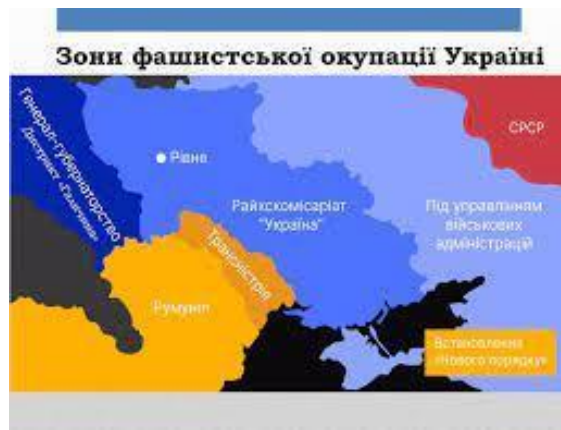 Зони фашистської окупації Україні
Генерал-губернаторство
Дистрикт «Галичина»
СРСР
Рівне
Райхскомісаріат
"Україна"
Під управлінням
військових
адміністрацій
Трансністрія
Румунія
Встановлення
«Нового порядку»